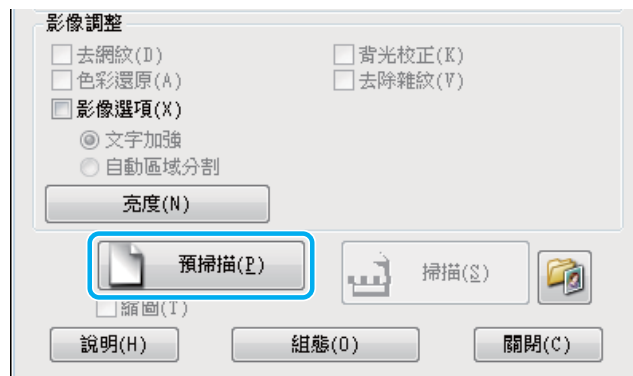 影像調整
去網紋(D) 背光校正(K)
色彩還原(A) 去除雜紋(V)
影像選項(X)
文字加強
自動區域分割
亮度(N)
預掃描(P) 掃描(S)
縮圖(T)
說明(H) 組態(O) 關閉(C)